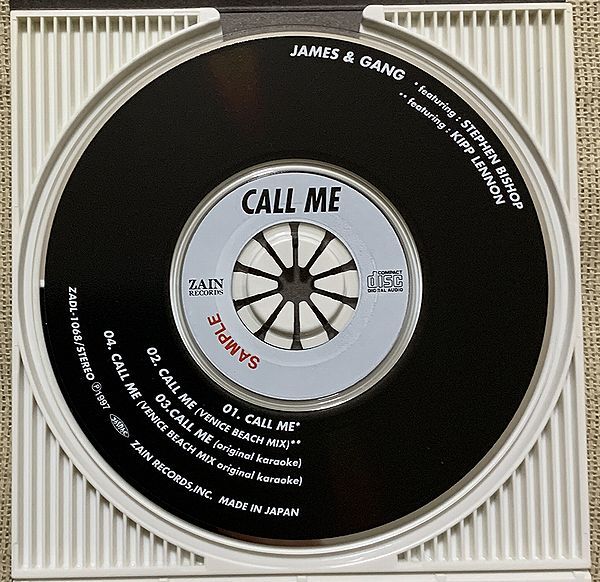 JAMES & GANG
*featuring : STEPHEN BISHOP
**featuring : KIPP LENNON
CALL ME
ZAIN
RECORDS
COMPACT
disc
DIGITAL AUDIO
SAMPLE
01. CALL ME*
02. CALL ME (VENICE BEACH MIX)**
03.CALL ME (original karaoke)
04. CALL ME (VENICE BEACH MIX original karaoke)
ZADL-1068/STEREO ℗1997
ZAIN RECORDS,INC. MADE IN JAPAN